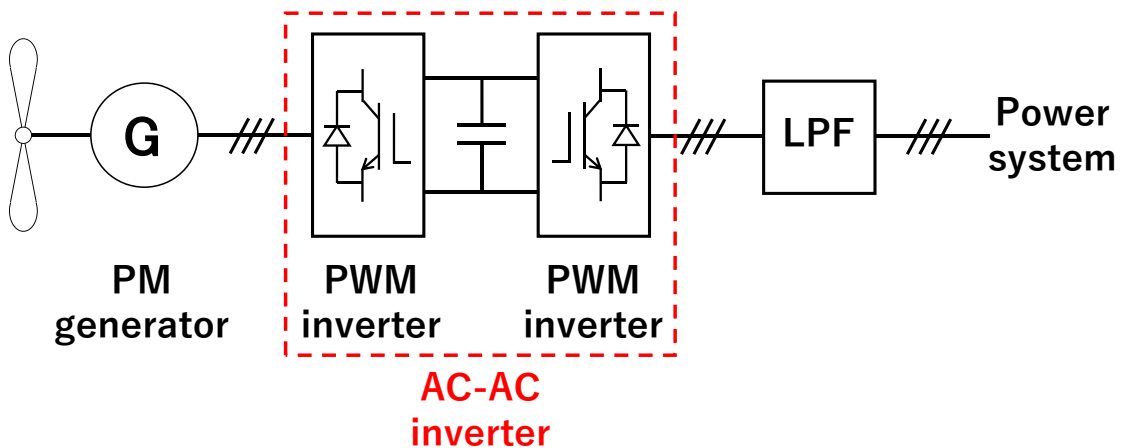 G
LPF
Power
system
PM
generator
PWM
inverter
PWM
inverter
AC-AC
inverter